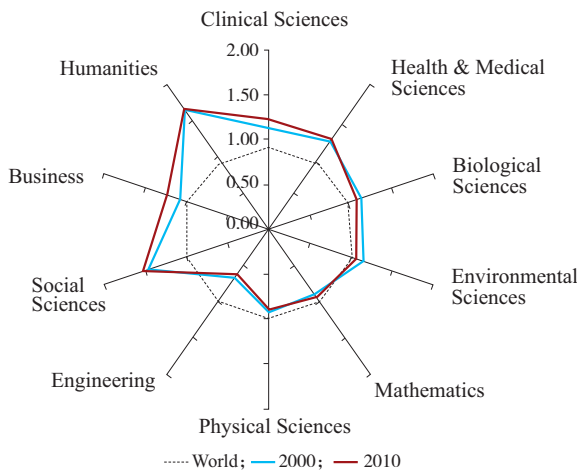 Clinical Sciences
2.00
Humanities
Health & Medical
Sciences
1.50
1.00
Business
Biological
Sciences
0.50
0.00
Social
Sciences
Environmental
Sciences
Engineering
Mathematics
Physical Sciences
World; 2000; 2010